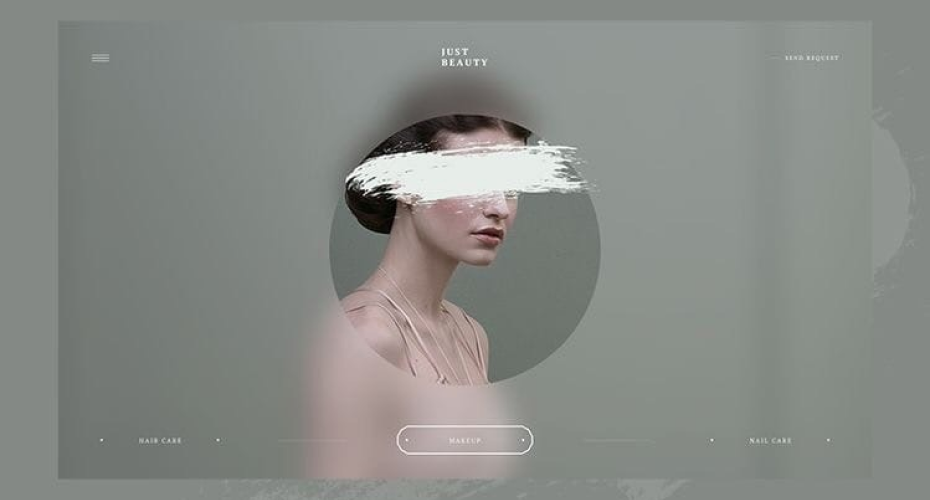 JUST
BEAUTY
SEND REQUEST
HAIR CARE
MAKEUP
NAIL CARE